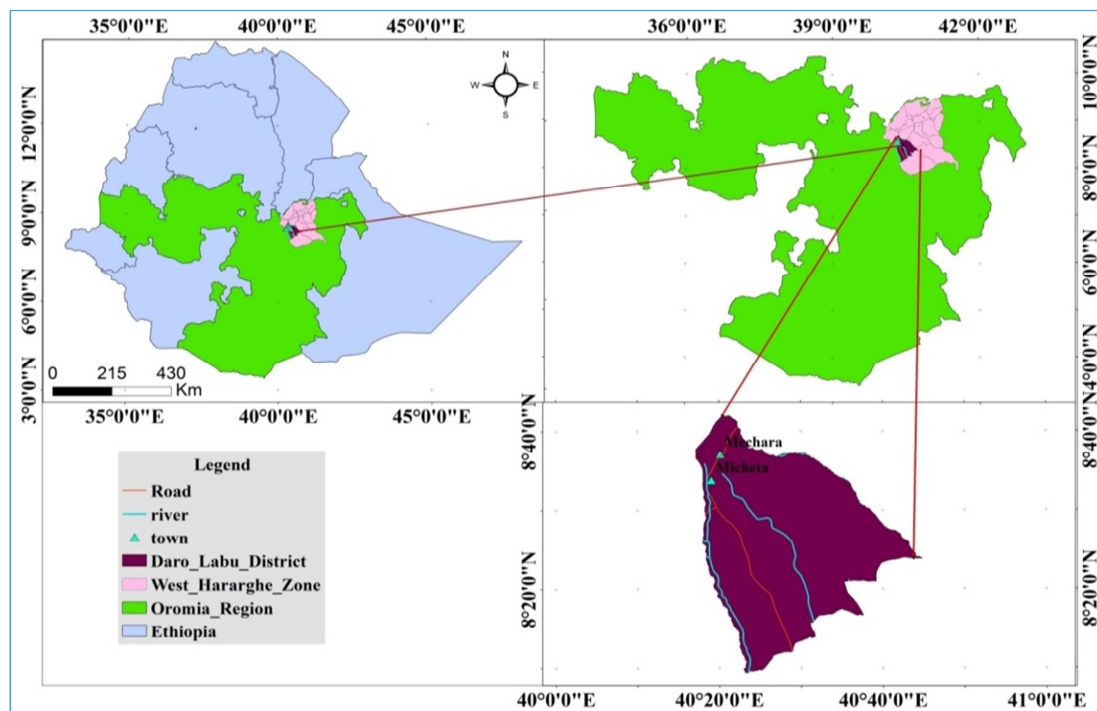 35°0'0"E 40°0'0"E 45°0'0"E
36°0'0"E 39°0'0"E 42°0'0"E
N
W E
S
12°0'0"N
9°0'0"N
6°0'0"N
3°0'0"N
10°0'0"N
8°0'0"N
6°0'0"N
4°0'0"N
0 215 430
Km
35°0'0"E 40°0'0"E 45°0'0"E
Legend
Road
river
town
Daro_Labu_District
West_Hararghe_Zone
Oromia_Region
Ethiopia
8°40'0"N
8°20'0"N
Mechara
Micheta
8°40'0"N
8°20'0"N
40°0'0"E 40°20'0"E 40°40'0"E 41°0'0"E